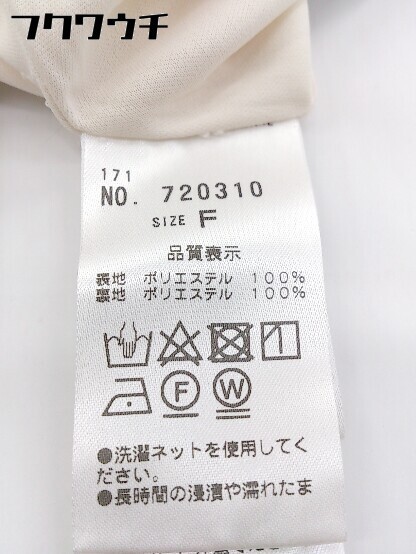 フクワウチ
171
NO. 720310
SIZE F
品質表示
表地 ポリエステル 100%
裏地 ポリエステル 100%
F W
●洗濯ネットを使用してく
ださい。
●長時間の浸漬や濡れたま